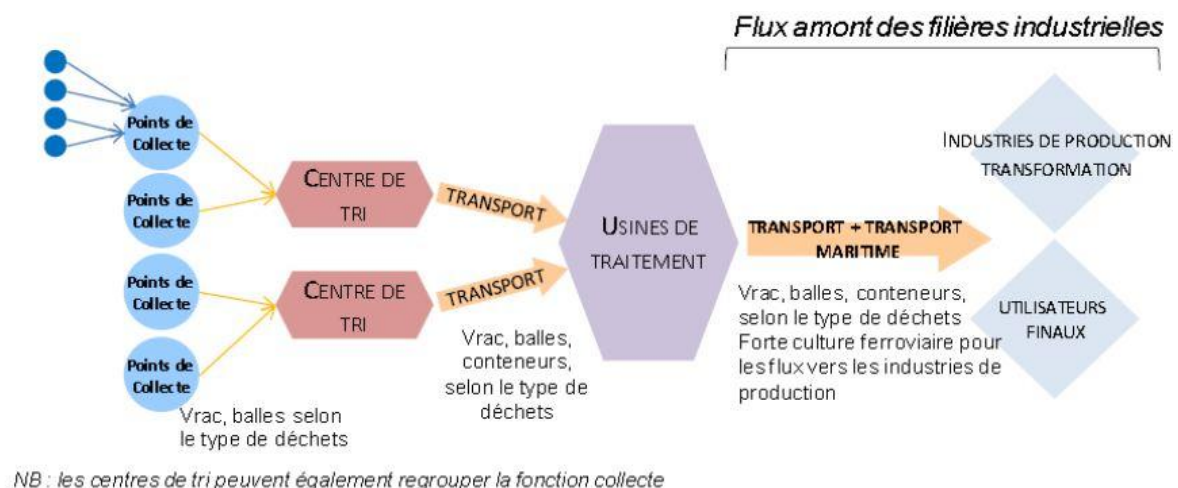 Flux amont des filières industrielles
Points de
Collecte
Points de
Collecte
Points de
Collecte
Points de
Collecte
CENTRE DE
TRI
CENTRE DE
TRI
TRANSPORT
TRANSPORT
USINES DE
TRAITEMENT
TRANSPORT + TRANSPORT
MARITIME
INDUSTRIES DE PRODUCTION
TRANSFORMATION
UTILISATEURS
FINAUX
Vrac, balles selon
le type de déchets
Vrac, balles,
conteneurs,
selon le type de
déchets
Vrac, balles, conteneurs,
selon le type de déchets
Forte culture ferroviaire pour
les flux vers les industries de
production
NB : les centres de tri peuvent également regrouper la fonction collecte